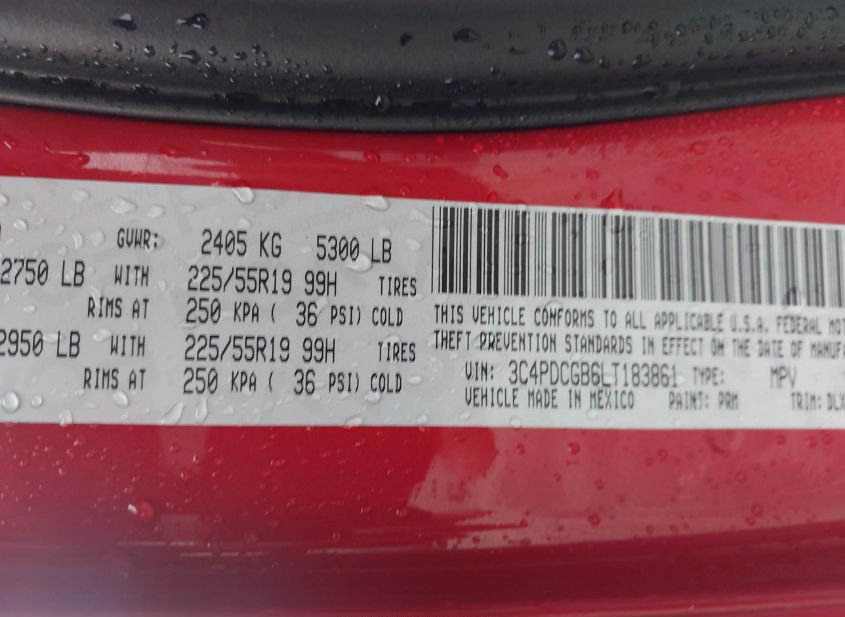 GVWR: 2405 KG 5300 LB
2750 LB WITH 225/55R19 99H TIRES
RIMS AT 250 KPA ( 36 PSI) COLD
2950 LB WITH 225/55R19 99H TIRES
RIMS AT 250 KPA ( 36 PSI) COLD
THIS VEHICLE CONFORMS TO ALL APPLICABLE U.S.A. FEDERAL MOT
THEFT PREVENTION STANDARDS IN EFFECT ON THE DATE OF MANUFA
VIN: 3C4PDCGB6LT183861 TYPE: MPV
VEHICLE MADE IN MEXICO PAINT: PRM TRIM: DLX